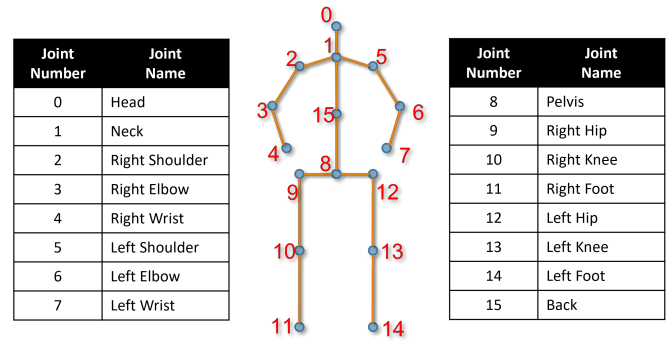 Joint Number Joint Name
0 Head
1 Neck
2 Right Shoulder
3 Right Elbow
4 Right Wrist
5 Left Shoulder
6 Left Elbow
7 Left Wrist
0
1
2 5
3 15 6
4 7
8
9 12
10 13
11 14
Joint Number Joint Name
8 Pelvis
9 Right Hip
10 Right Knee
11 Right Foot
12 Left Hip
13 Left Knee
14 Left Foot
15 Back